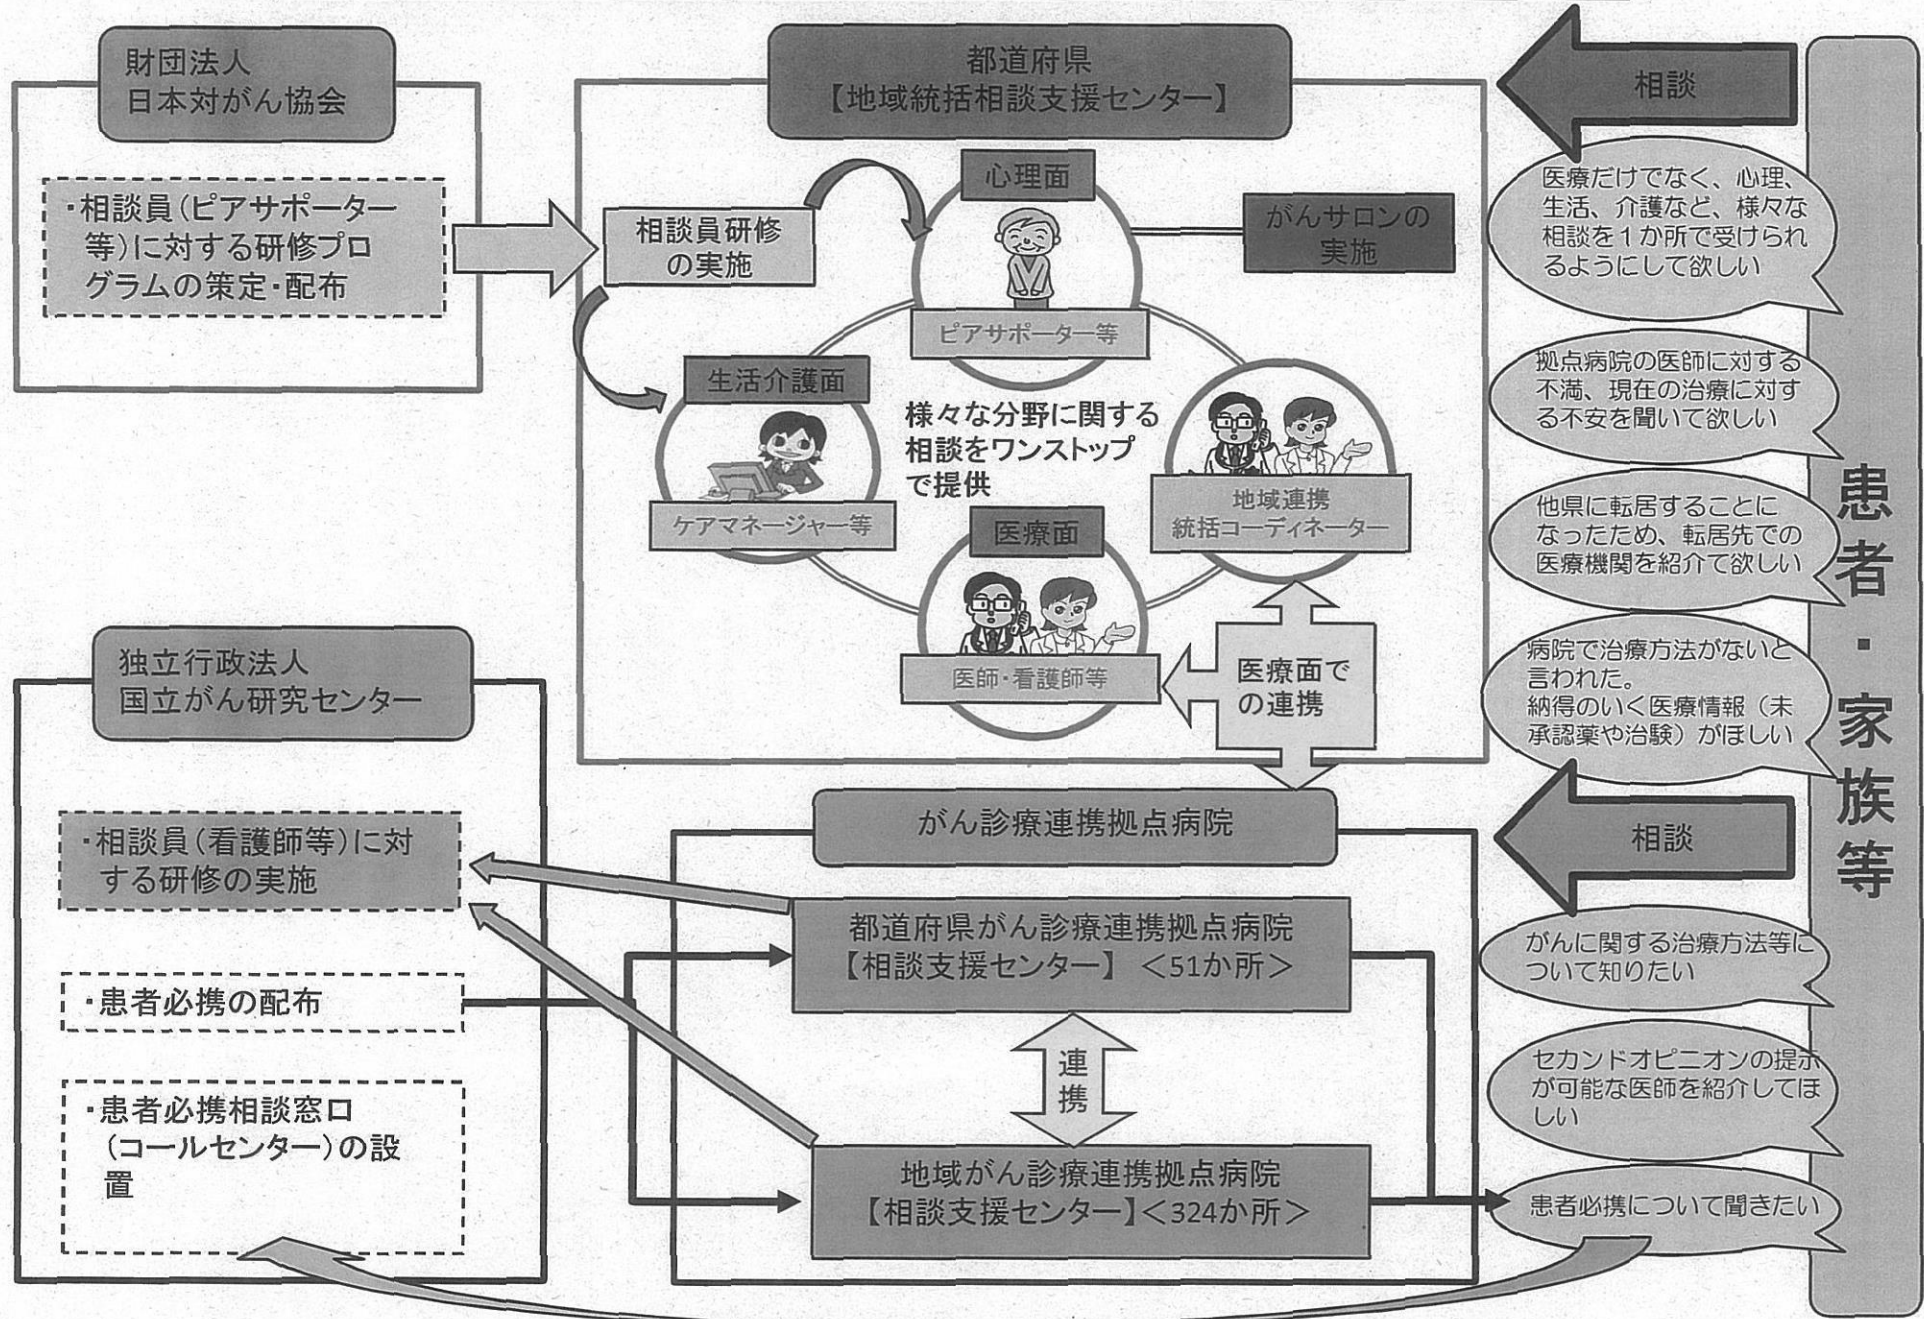 財団法人
日本対がん協会
・相談員（ピアサポーター
等）に対する研修プロ
グラムの策定・配布
都道府県
【地域統括相談支援センター】
相談員研修
の実施
心理面
ピアサポーター等
がんサロンの
実施
生活介護面
ケアマネージャー等
様々な分野に関する
相談をワンストップ
で提供
地域連携
統括コーディネーター
医療面
医師・看護師等
医療面で
の連携
相談
医療だけでなく、心理、
生活、介護など、様々な
相談を１か所で受けられ
るようにして欲しい
拠点病院の医師に対する
不満、現在の治療に対す
る不安を聞いて欲しい
他県に転居することに
なったため、転居先での
医療機関を紹介て欲しい
病院で治療方法がないと
言われた。
納得のいく医療情報（未
承認薬や治験）がほしい
患者・家族等
独立行政法人
国立がん研究センター
・相談員（看護師等）に対
する研修の実施
・患者必携の配布
・患者必携相談窓口
（コールセンター）の設
置
がん診療連携拠点病院
都道府県がん診療連携拠点病院
【相談支援センター】 ＜51か所＞
連携
地域がん診療連携拠点病院
【相談支援センター】＜324か所＞
相談
がんに関する治療方法等に
ついて知りたい
セカンドオピニオンの提示
が可能な医師を紹介してほ
しい
患者必携について聞きたい